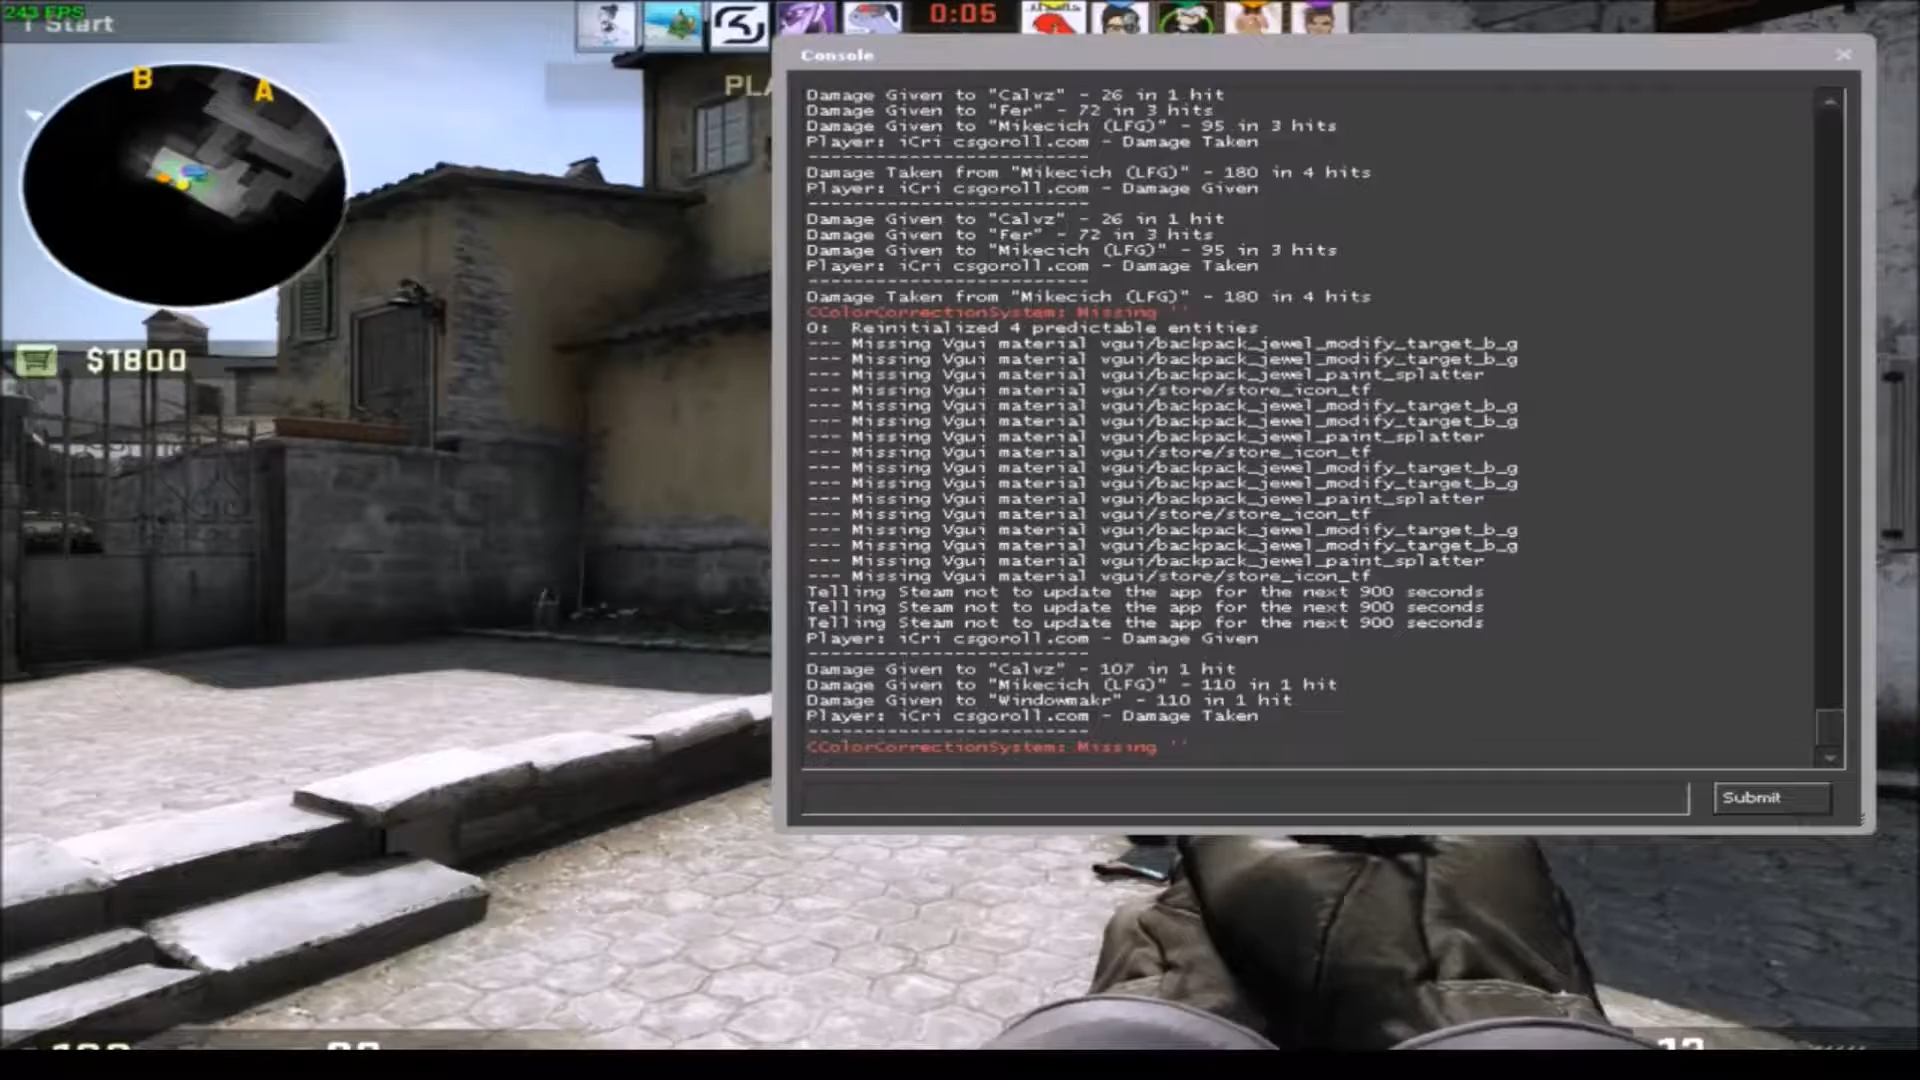 243 FPS
T Start
0:05
B
A
PLA
$1800
Console
Damage Given to "Calvz" - 26 in 1 hit
Damage Given to "Fer" - 72 in 3 hits
Damage Given to "Mikecich (LFG)" - 95 in 3 hits
Player: iCri csgoroll.com - Damage Taken
-------------------------
Damage Taken from "Mikecich (LFG)" - 180 in 4 hits
Player: iCri csgoroll.com - Damage Given
-------------------------
Damage Given to "Calvz" - 26 in 1 hit
Damage Given to "Fer" - 72 in 3 hits
Damage Given to "Mikecich (LFG)" - 95 in 3 hits
Player: iCri csgoroll.com - Damage Taken
-------------------------
Damage Taken from "Mikecich (LFG)" - 180 in 4 hits
CColorCorrectionSystem: Missing ''
0:  Reinitialized 4 predictable entities
--- Missing Vgui material vgui/backpack_jewel_modify_target_b_g
--- Missing Vgui material vgui/backpack_jewel_modify_target_b_g
--- Missing Vgui material vgui/backpack_jewel_paint_splatter
--- Missing Vgui material vgui/store/store_icon_tf
--- Missing Vgui material vgui/backpack_jewel_modify_target_b_g
--- Missing Vgui material vgui/backpack_jewel_modify_target_b_g
--- Missing Vgui material vgui/backpack_jewel_paint_splatter
--- Missing Vgui material vgui/store/store_icon_tf
--- Missing Vgui material vgui/backpack_jewel_modify_target_b_g
--- Missing Vgui material vgui/backpack_jewel_modify_target_b_g
--- Missing Vgui material vgui/backpack_jewel_paint_splatter
--- Missing Vgui material vgui/store/store_icon_tf
--- Missing Vgui material vgui/backpack_jewel_modify_target_b_g
--- Missing Vgui material vgui/backpack_jewel_modify_target_b_g
--- Missing Vgui material vgui/backpack_jewel_paint_splatter
--- Missing Vgui material vgui/store/store_icon_tf
Telling Steam not to update the app for the next 900 seconds
Telling Steam not to update the app for the next 900 seconds
Telling Steam not to update the app for the next 900 seconds
Player: iCri csgoroll.com - Damage Given
-------------------------
Damage Given to "Calvz" - 107 in 1 hit
Damage Given to "Mikecich (LFG)" - 110 in 1 hit
Damage Given to "Windowmakr" - 110 in 1 hit
Player: iCri csgoroll.com - Damage Taken
-------------------------
CColorCorrectionSystem: Missing ''
Submit